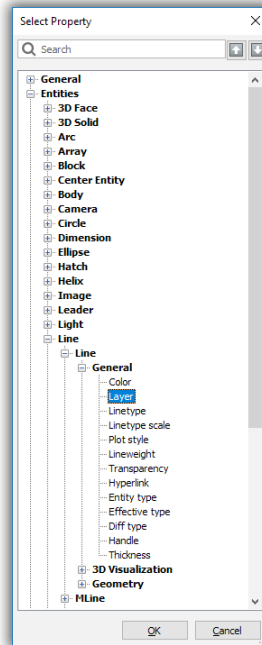 Select Property
Search
General
Entities
3D Face
3D Solid
Arc
Array
Block
Center Entity
Body
Camera
Circle
Dimension
Ellipse
Hatch
Helix
Image
Leader
Light
Line
Line
General
Color
Layer
Linetype
Linetype scale
Plot style
Lineweight
Transparency
Hyperlink
Entity type
Effective type
Diff type
Handle
Thickness
3D Visualization
Geometry
MLine
OK Cancel